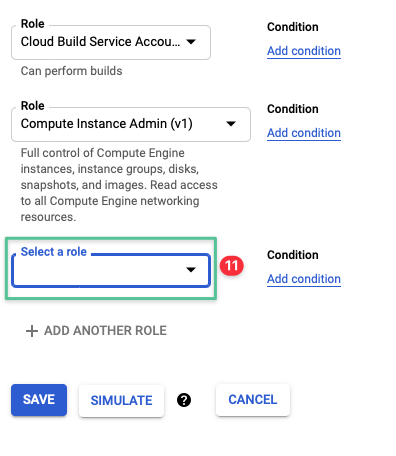 Role
Condition
Cloud Build Service Accou...
Add condition
Can perform builds
Role
Condition
Compute Instance Admin (v1)
Add condition
Full control of Compute Engine
instances, instance groups, disks,
snapshots, and images. Read access
to all Compute Engine networking
resources.
Select a role
11
Condition
Add condition
+ ADD ANOTHER ROLE
SAVE
SIMULATE
?
CANCEL